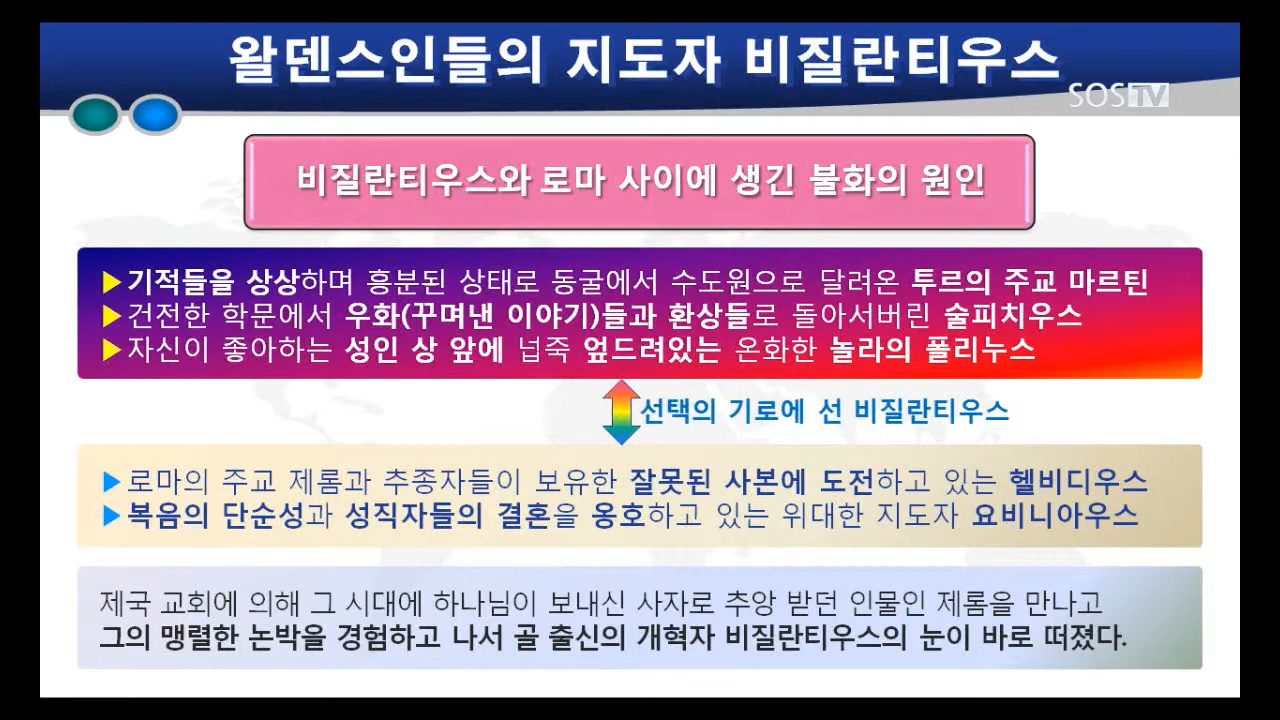 왈덴스인들의 지도자 비질란티우스
SOSTV
비질란티우스와 로마 사이에 생긴 불화의 원인
▶기적들을 상상하며 흥분된 상태로 동굴에서 수도원으로 달려온 투르의 주교 마르틴
▶건전한 학문에서 우화(꾸며낸 이야기)들과 환상들로 돌아서버린 술피치우스
▶자신이 좋아하는 성인 상 앞에 넙죽 엎드려있는 온화한 놀라의 폴리누스
선택의 기로에 선 비질란티우스
▶로마의 주교 제롬과 추종자들이 보유한 잘못된 사본에 도전하고 있는 헬비디우스
▶복음의 단순성과 성직자들의 결혼을 옹호하고 있는 위대한 지도자 요비니아우스
제국 교회에 의해 그 시대에 하나님이 보내신 사자로 추앙 받던 인물인 제롬을 만나고
그의 맹렬한 논박을 경험하고 나서 골 출신의 개혁자 비질란티우스의 눈이 바로 떠졌다.